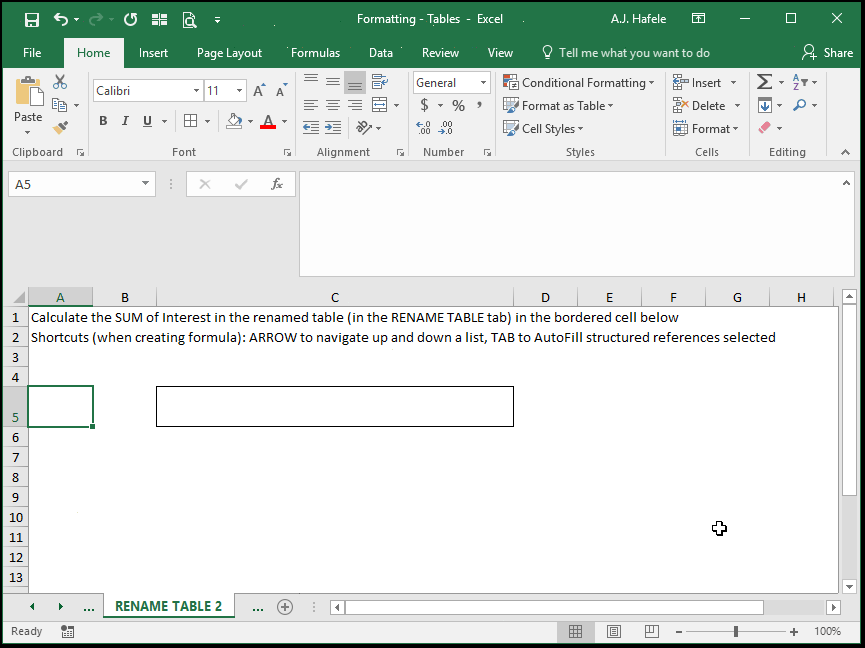 Formatting - Tables - Excel
A.J. Hafele
File Home Insert Page Layout Formulas Data Review View Tell me what you want to do Share
Calibri 11 General
Paste
B I U A A A $ % ,
Conditional Formatting
Format as Table
Cell Styles
Insert
Delete
Format
Clipboard Font Alignment Number Styles Cells Editing
A5 fx
A B C D E F G H
1 Calculate the SUM of Interest in the renamed table (in the RENAME TABLE tab) in the bordered cell below
2 Shortcuts (when creating formula): ARROW to navigate up and down a list, TAB to AutoFill structured references selected
3
4
5
6
7
8
9
10
11
12
13
... RENAME TABLE 2 ...
Ready 100%